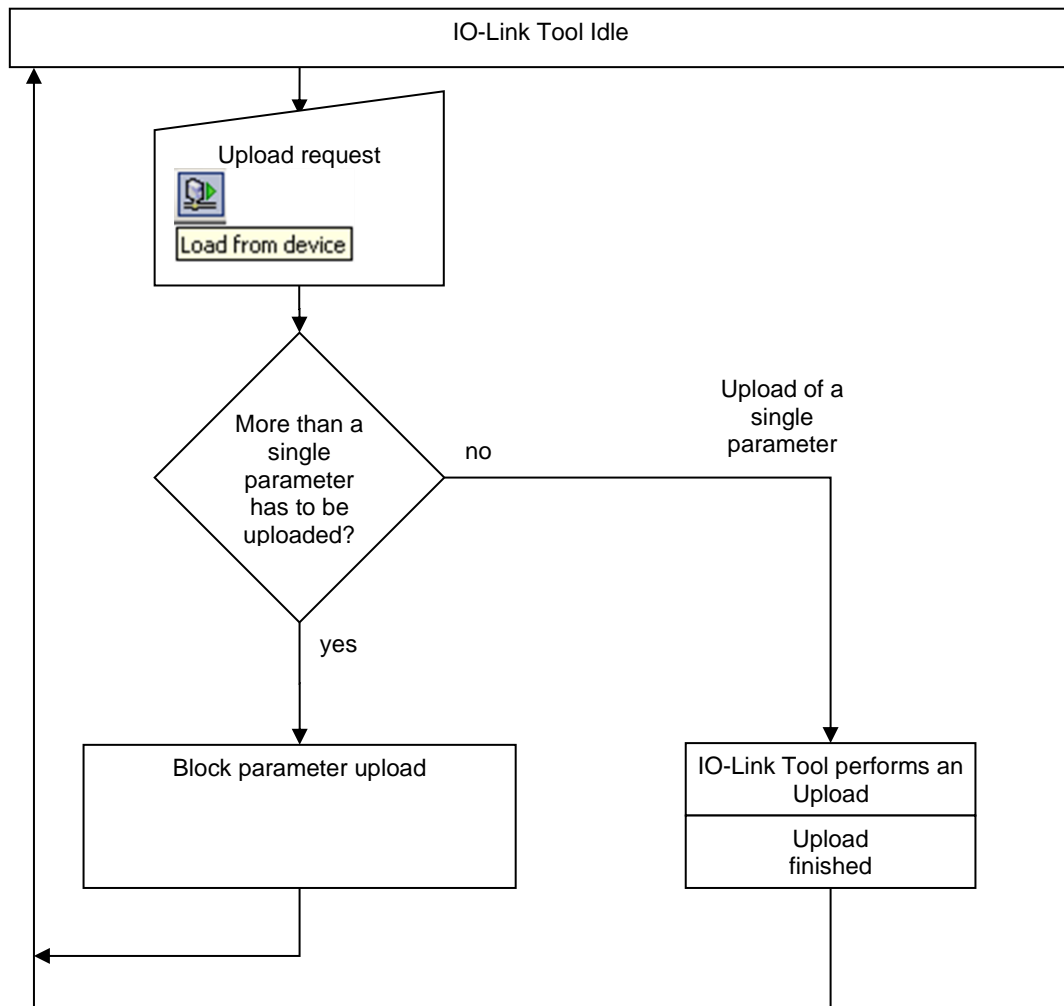 IO-Link Tool Idle
Upload request
Load from device
More than a
single
parameter
has to be
uploaded?
no
Upload of a
single
parameter
yes
Block parameter upload
IO-Link Tool performs an
Upload
Upload
finished